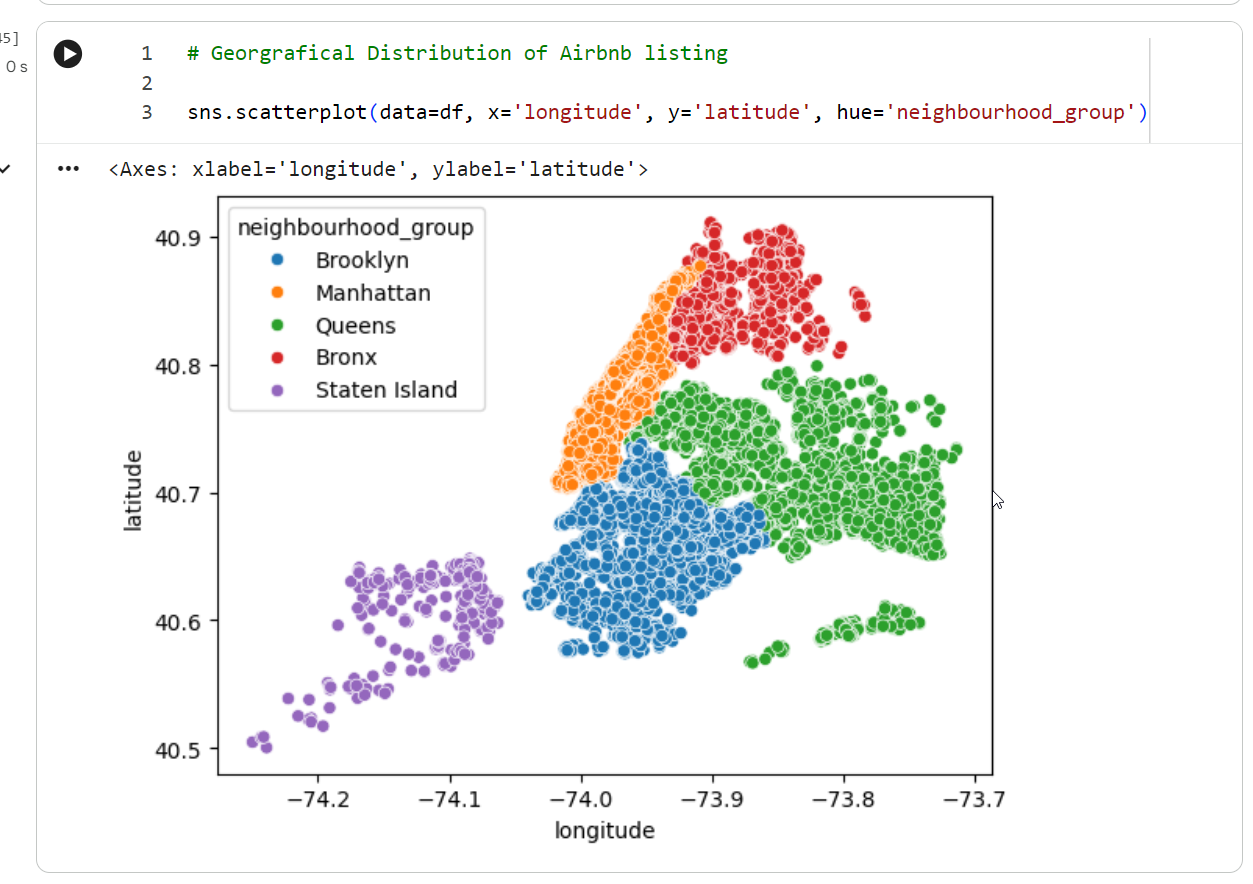 45]
0 s
1 # Georgrafical Distribution of Airbnb listing
2
3 sns.scatterplot(data=df, x='longitude', y='latitude', hue='neighbourhood_group')
<Axes: xlabel='longitude', ylabel='latitude'>
neighbourhood_group
Brooklyn
Manhattan
Queens
Bronx
Staten Island
40.9
40.8
40.7
40.6
40.5
latitude
−74.2 −74.1 −74.0 −73.9 −73.8 −73.7
longitude